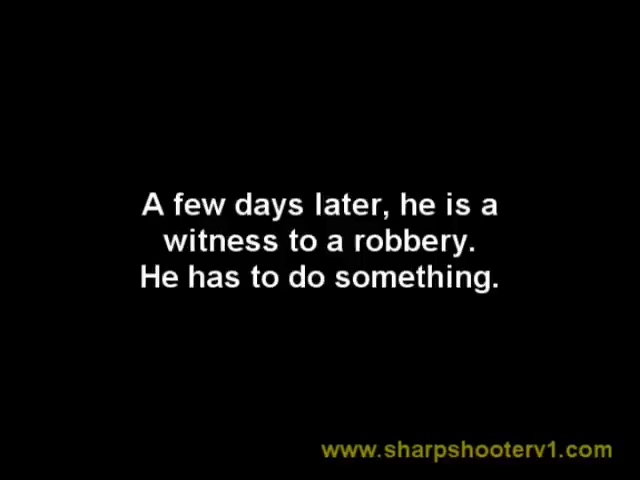 A few days later, he is a
witness to a robbery.
He has to do something.
www.sharpshooterv1.com